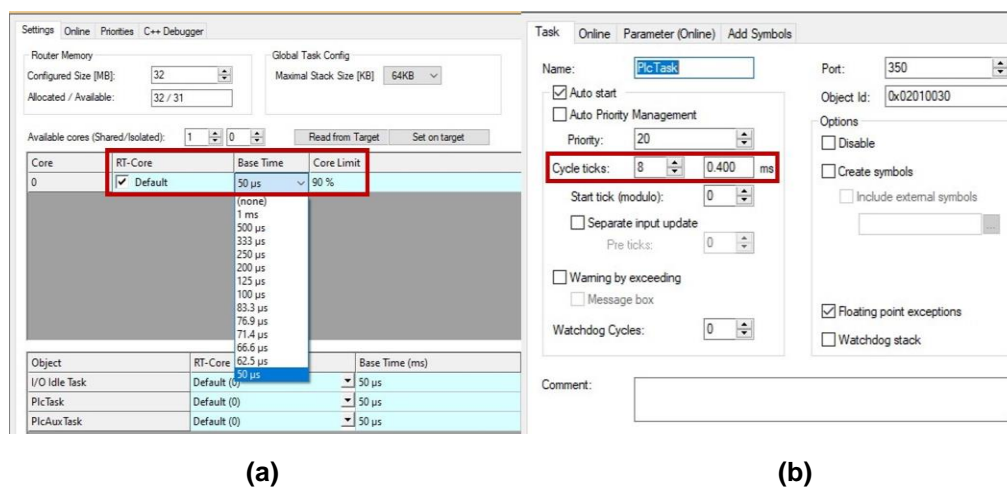 Settings Online Priorities C++ Debugger
Router Memory
Configured Size [MB]: 32
Allocated / Available: 32 / 31
Global Task Config
Maximal Stack Size [KB] 64KB
Available cores (Shared/Isolated): 1 0 Read from Target Set on target
Core RT-Core Base Time Core Limit
0 Default 50 µs 90 %
(none)
1 ms
500 µs
333 µs
250 µs
200 µs
125 µs
100 µs
83.3 µs
76.9 µs
71.4 µs
66.6 µs
62.5 µs
50 µs
Object RT-Core Base Time (ms)
I/O Idle Task Default (0) 50 µs
PlcTask Default (0) 50 µs
PlcAuxTask Default (0) 50 µs
(a)
Task Online Parameter (Online) Add Symbols
Name: PlcTask
Auto start
Auto Priority Management
Priority: 20
Cycle ticks: 8 0.400 ms
Start tick (modulo): 0
Separate input update
Pre ticks: 0
Warning by exceeding
Message box
Watchdog Cycles: 0
Port: 350
Object Id: 0x02010030
Options
Disable
Create symbols
Include external symbols
...
Floating point exceptions
Watchdog stack
Comment:
(b)